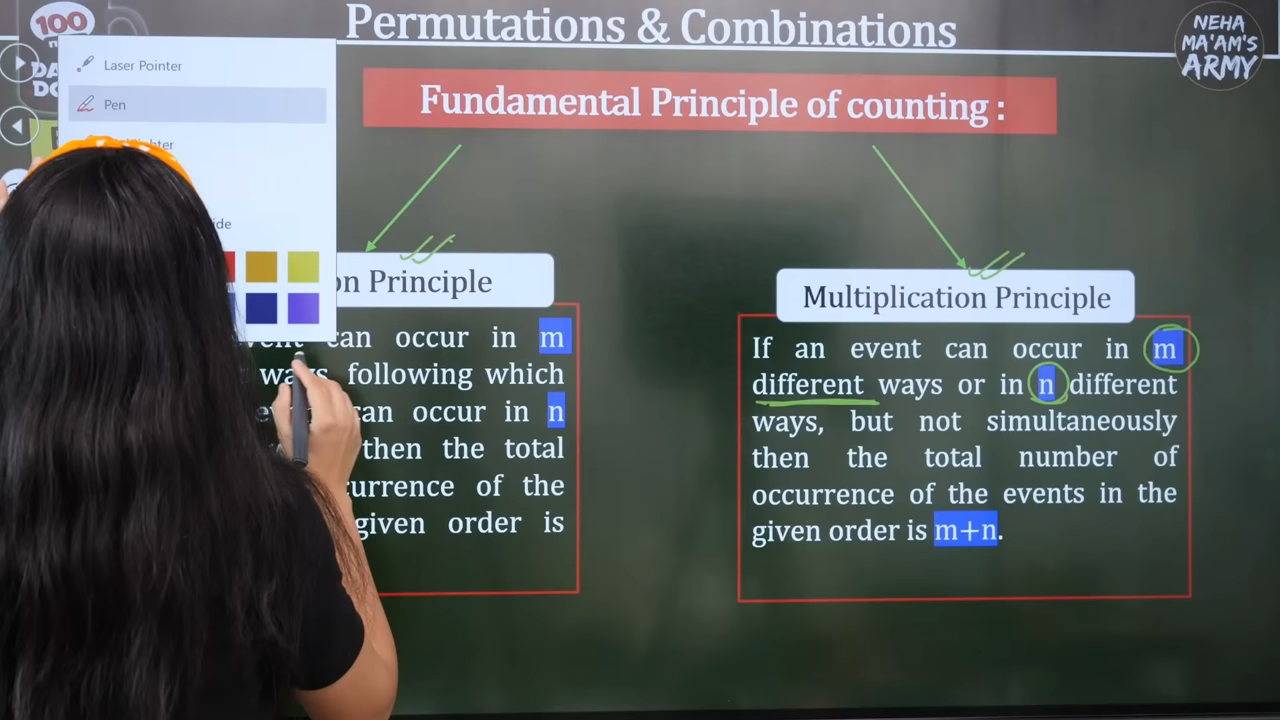 Permutations & Combinations
100
NEHA
MA'AM'S
ARMY
Laser Pointer
Pen
Fundamental Principle of counting :
Principle
can occur in m
ways, following which
can occur in n
then the total
of the
given order is
Multiplication Principle
If an event can occur in m
different ways or in n different
ways, but not simultaneously
then the total number of
occurrence of the events in the
given order is m+n.